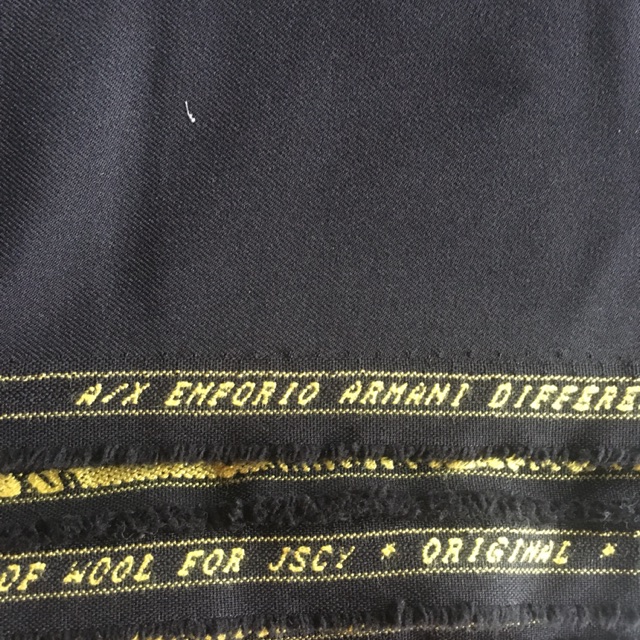 A/X EMPORIO ARMANI DIFFERE
OF WOOL FOR JSCY * ORIGINAL *